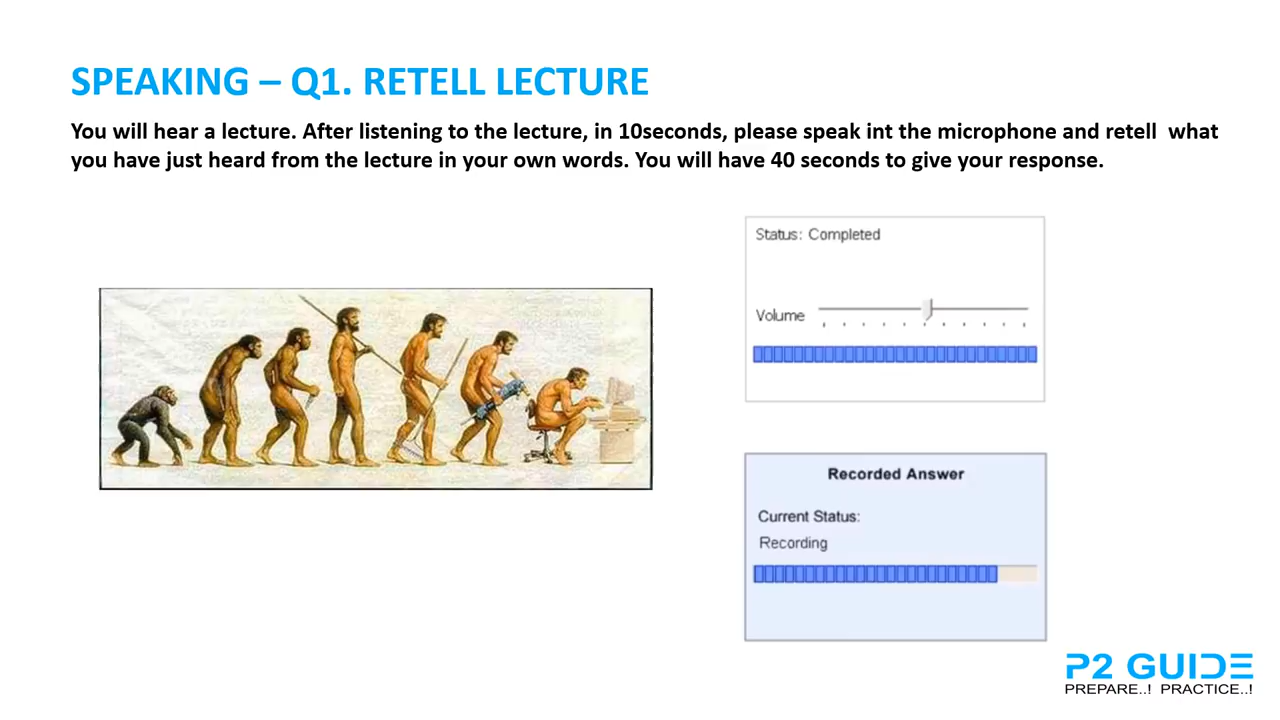 SPEAKING – Q1. RETELL LECTURE
You will hear a lecture. After listening to the lecture, in 10seconds, please speak int the microphone and retell  what
you have just heard from the lecture in your own words. You will have 40 seconds to give your response.
Status: Completed
Volume
Recorded Answer
Current Status:
Recording
P2 GUIDE
PREPARE..! PRACTICE..!